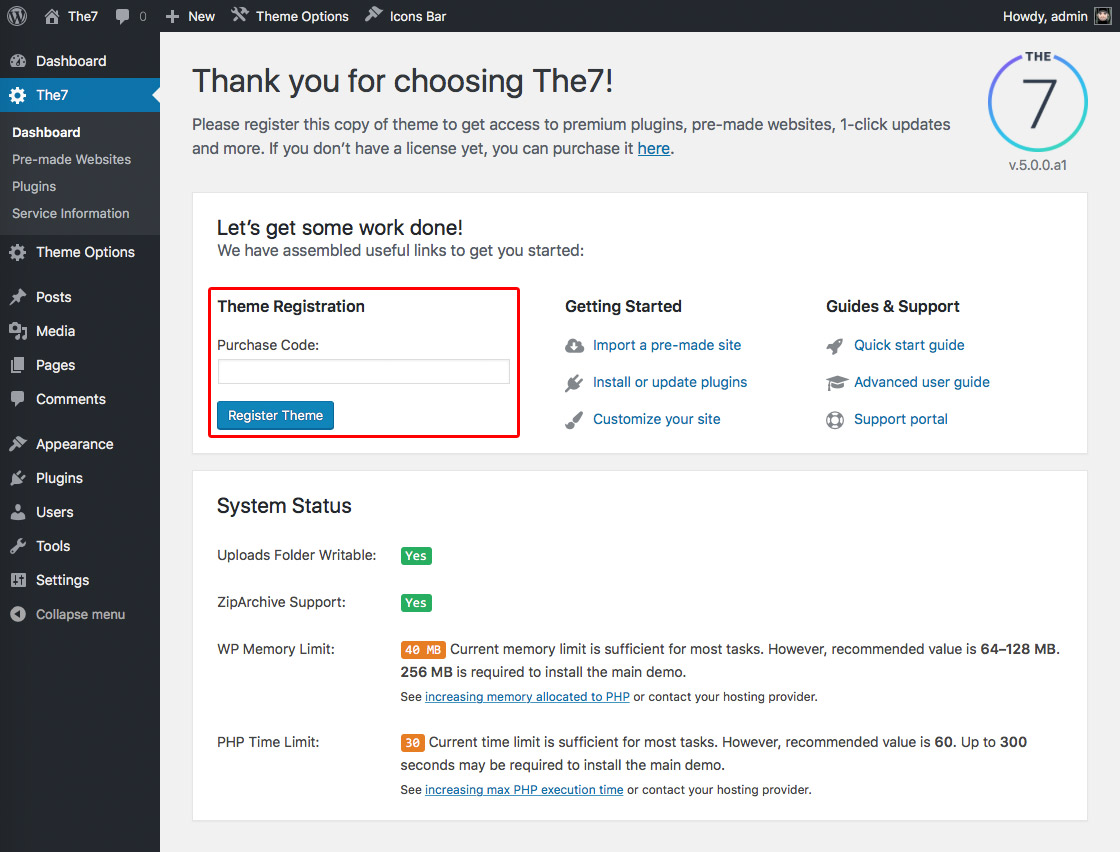 The7 0 New Theme Options Icons Bar Howdy, admin
Dashboard
The7
Dashboard
Pre-made Websites
Plugins
Service Information
Theme Options
Posts
Media
Pages
Comments
Appearance
Plugins
Users
Tools
Settings
Collapse menu
Thank you for choosing The7!
Please register this copy of theme to get access to premium plugins, pre-made websites, 1-click updates
and more. If you don’t have a license yet, you can purchase it here.
THE
7
v.5.0.0.a1
Let’s get some work done!
We have assembled useful links to get you started:
Theme Registration
Purchase Code:
Register Theme
Getting Started
Import a pre-made site
Install or update plugins
Customize your site
Guides & Support
Quick start guide
Advanced user guide
Support portal
System Status
Uploads Folder Writable: Yes
ZipArchive Support: Yes
WP Memory Limit: 40 MB Current memory limit is sufficient for most tasks. However, recommended value is 64–128 MB.
256 MB is required to install the main demo.
See increasing memory allocated to PHP or contact your hosting provider.
PHP Time Limit: 30 Current time limit is sufficient for most tasks. However, recommended value is 60. Up to 300
seconds may be required to install the main demo.
See increasing max PHP execution time or contact your hosting provider.